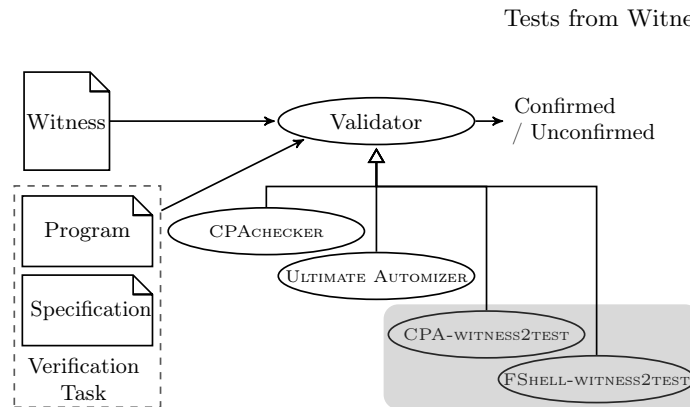 Tests from Witne
Witness
Validator
Confirmed
/ Unconfirmed
Program
CPACHECKER
ULTIMATE AUTOMIZER
Specification
CPA-WITNESS2TEST
Verification
Task
FSHELL-WITNESS2TEST